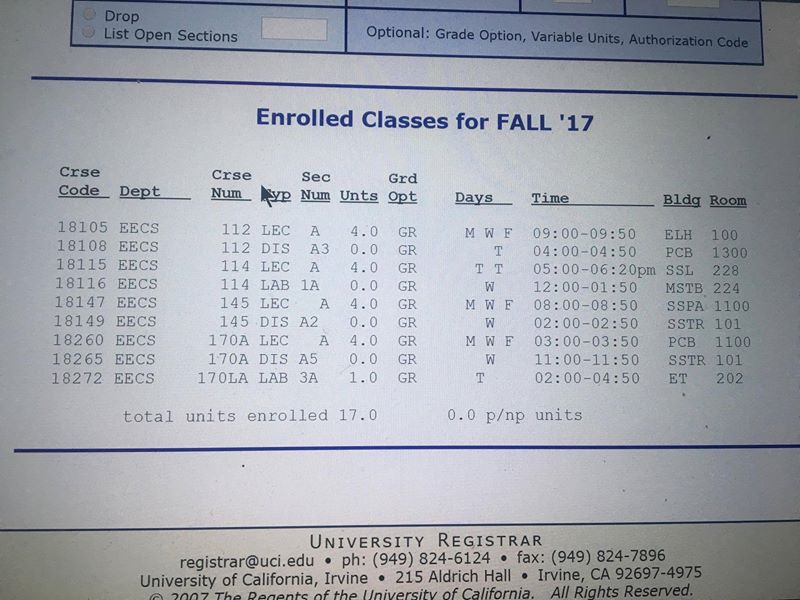 Drop
List Open Sections
Optional: Grade Option, Variable Units, Authorization Code
Enrolled Classes for FALL '17
Crse Crse Sec Grd
Code Dept Num Typ Num Unts Opt Days Time Bldg Room
18105 EECS 112 LEC A 4.0 GR M W F 09:00-09:50 ELH 100
18108 EECS 112 DIS A3 0.0 GR T 04:00-04:50 PCB 1300
18115 EECS 114 LEC A 4.0 GR T T 05:00-06:20pm SSL 228
18116 EECS 114 LAB 1A 0.0 GR W 12:00-01:50 MSTB 224
18147 EECS 145 LEC A 4.0 GR M W F 08:00-08:50 SSPA 1100
18149 EECS 145 DIS A2 0.0 GR W 02:00-02:50 SSTR 101
18260 EECS 170A LEC A 4.0 GR M W F 03:00-03:50 PCB 1100
18265 EECS 170A DIS A5 0.0 GR W 11:00-11:50 SSTR 101
18272 EECS 170LA LAB 3A 1.0 GR T 02:00-04:50 ET 202
total units enrolled 17.0 0.0 p/np units
UNIVERSITY REGISTRAR
registrar@uci.edu • ph: (949) 824-6124 • fax: (949) 824-7896
University of California, Irvine • 215 Aldrich Hall • Irvine, CA 92697-4975
© 2007 The Regents of the University of California. All Rights Reserved.